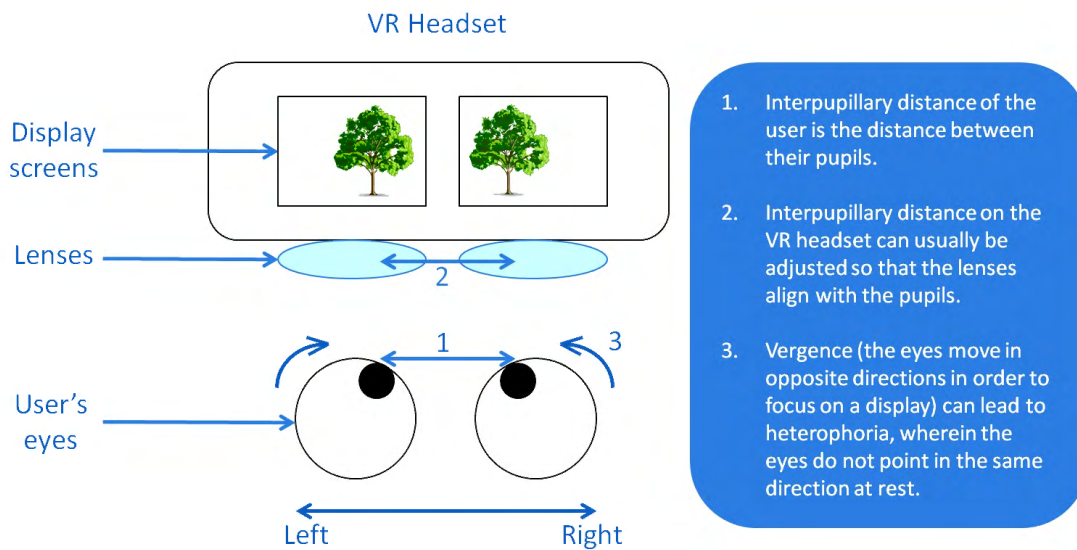 VR Headset
Display
screens
Lenses
2
1
3
User's
eyes
Left
Right
1. Interpupillary distance of the
user is the distance between
their pupils.
2. Interpupillary distance on the
VR headset can usually be
adjusted so that the lenses
align with the pupils.
3. Vergence (the eyes move in
opposite directions in order to
focus on a display) can lead to
heterophoria, wherein the
eyes do not point in the same
direction at rest.